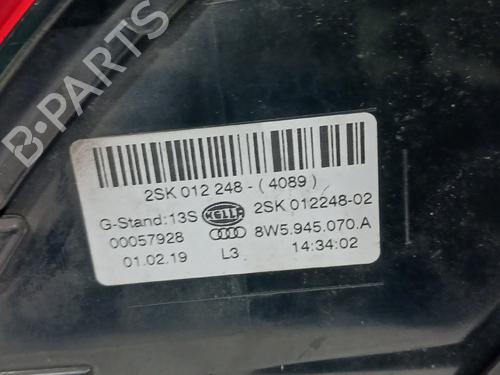 B-PARTS
2SK 012 248 - ( 4089 )
G-Stand: 13S HELLA 2SK 012248-02
00057928 8W5.945.070.A
01.02.19 L3 14:34:02